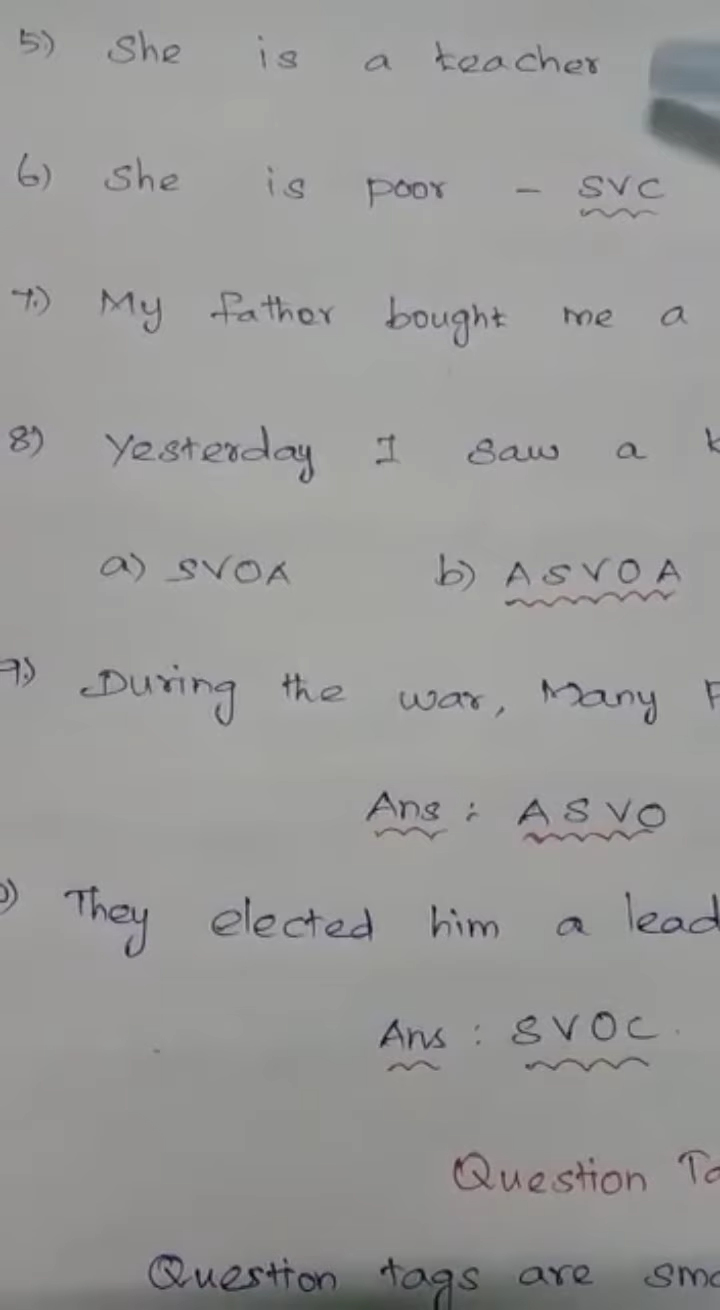 5) She is a teacher
6) She is poor - SVC
7.) My father bought me a
8) Yesterday I saw a
a) SVOA b) ASVOA
9.) During the war, Many
Ans : ASVO
They elected him a
Ans : SVOC.
Question
Question tags are